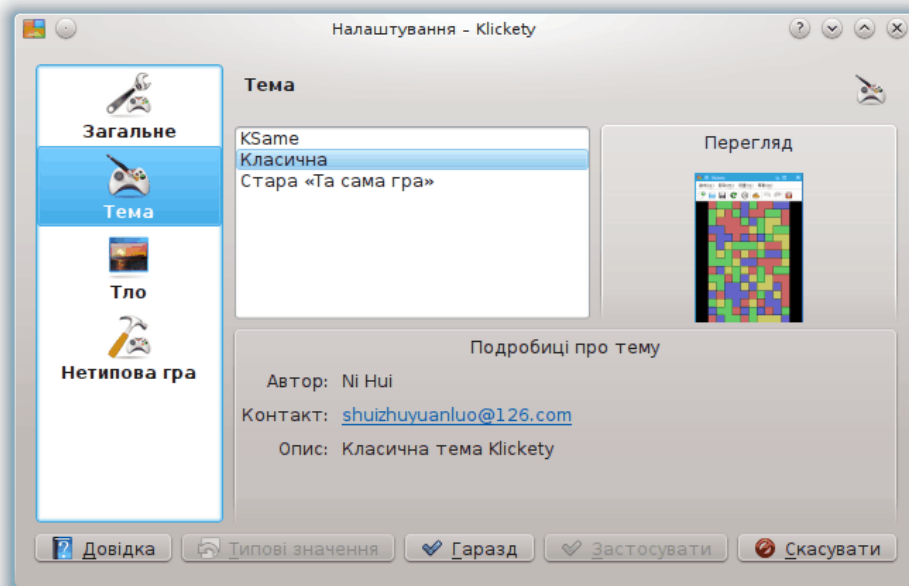 Налаштування – Klickety
Загальне
Тема
Тло
Нетипова гра
Тема
KSame
Класична
Стара «Та сама гра»
Перегляд
Подробиці про тему
Автор: Ni Hui
Контакт: shuizhuyuanluo@126.com
Опис: Класична тема Klickety
Довідка Типові значення Гаразд Застосувати Скасувати